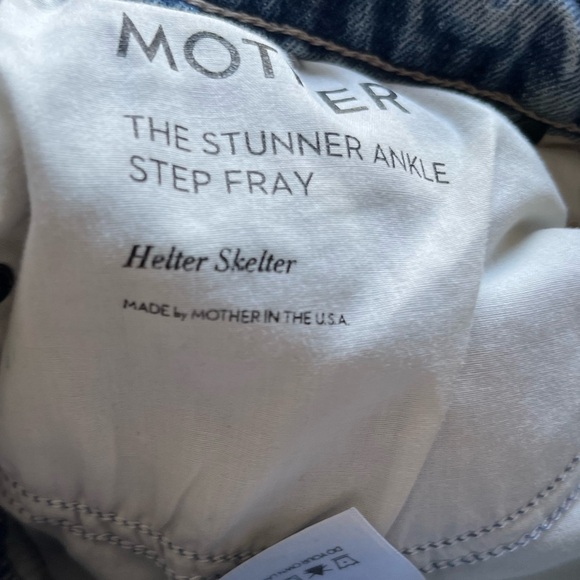 MOTHER
THE STUNNER ANKLE
STEP FRAY
Helter Skelter
MADE by MOTHER IN THE U.S.A.